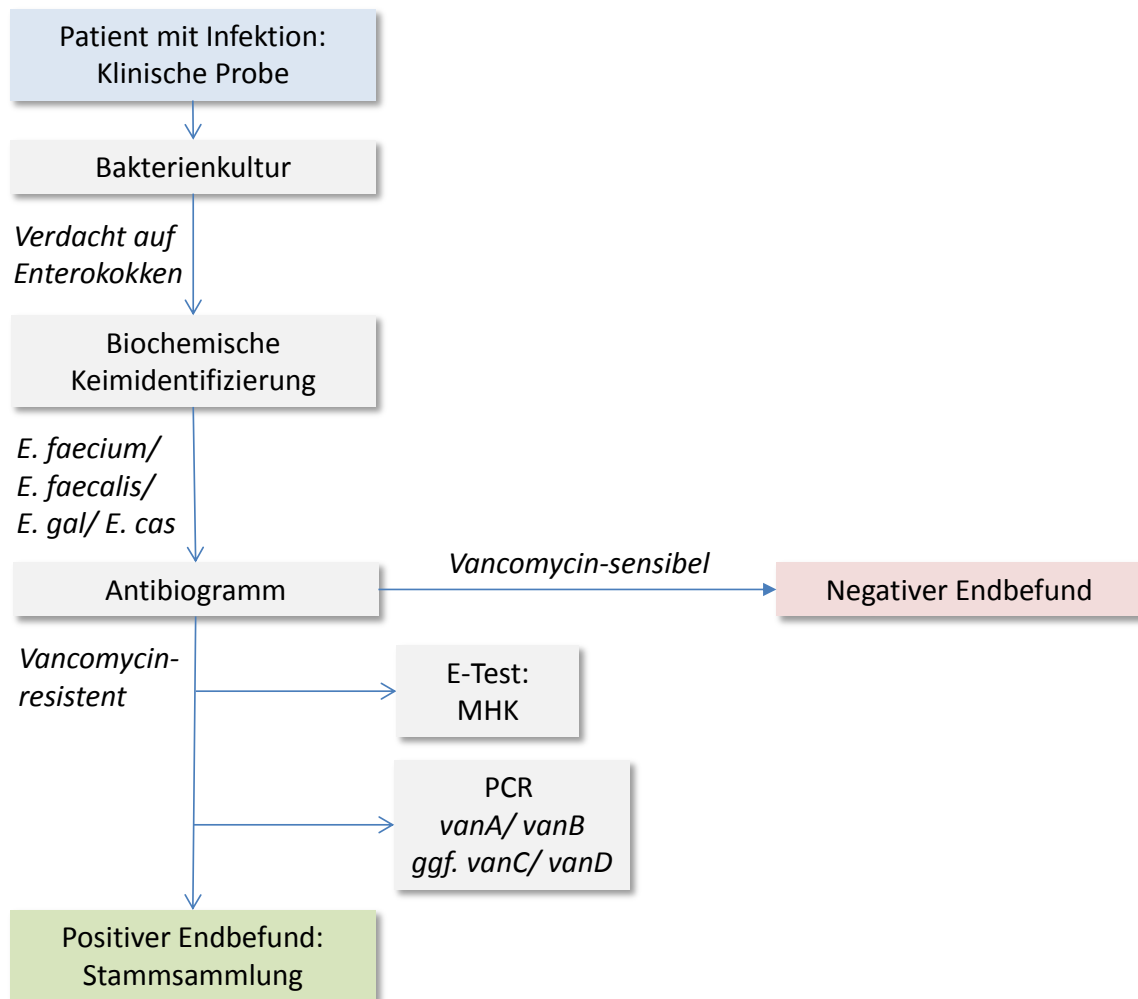 Patient mit Infektion:
Klinische Probe
Bakterienkultur
Verdacht auf
Enterokokken
Biochemische
Keimidentifizierung
E. faecium/
E. faecalis/
E. gal/ E. cas
Antibiogramm
Vancomycin-sensibel
Negativer Endbefund
Vancomycin-
resistent
E-Test:
MHK
PCR
vanA/ vanB
ggf. vanC/ vanD
Positiver Endbefund:
Stammsammlung